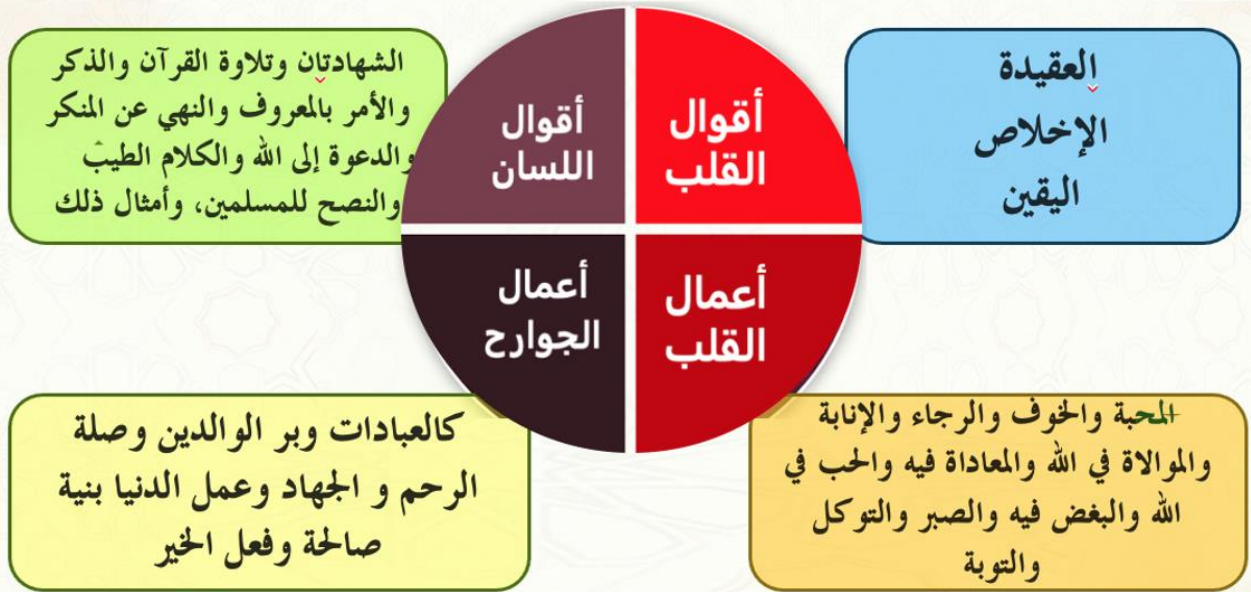 العقيدة
الإخلاص
اليقين
أقوال
القلب
أقوال
اللسان
الشهادتان وتلاوة القرآن والذكر
والأمر بالمعروف والنهي عن المنكر
والدعوة إلى الله والكلام الطيب
والنصح للمسلمين، وأمثال ذلك
أعمال
القلب
المحبة والخوف والرجاء والإنابة
والموالاة في الله والمعاداة فيه والحب في
الله والبغض فيه والصبر والتوكل
والتوبة
أعمال
الجوارح
كالعبادات وبر الوالدين وصلة
الرحم و الجهاد وعمل الدنيا بنية
صالحة وفعل الخير